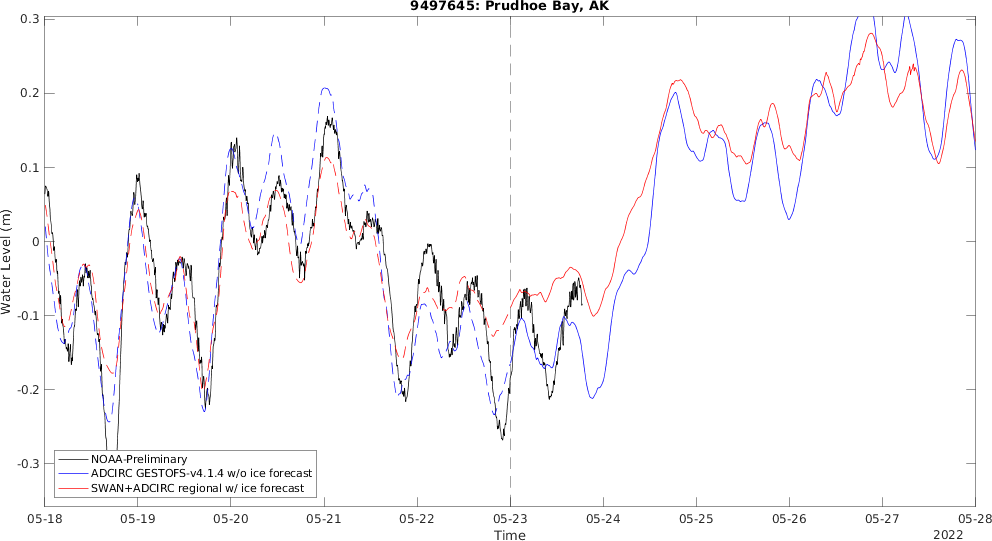 9497645: Prudhoe Bay, AK
0.3
0.2
0.1
0
-0.1
-0.2
-0.3
Water Level (m)
NOAA-Preliminary
ADCIRC GESTOFS-v4.1.4 w/o ice forecast
SWAN+ADCIRC regional w/ ice forecast
05-18 05-19 05-20 05-21 05-22 05-23 05-24 05-25 05-26 05-27 05-28
Time
2022